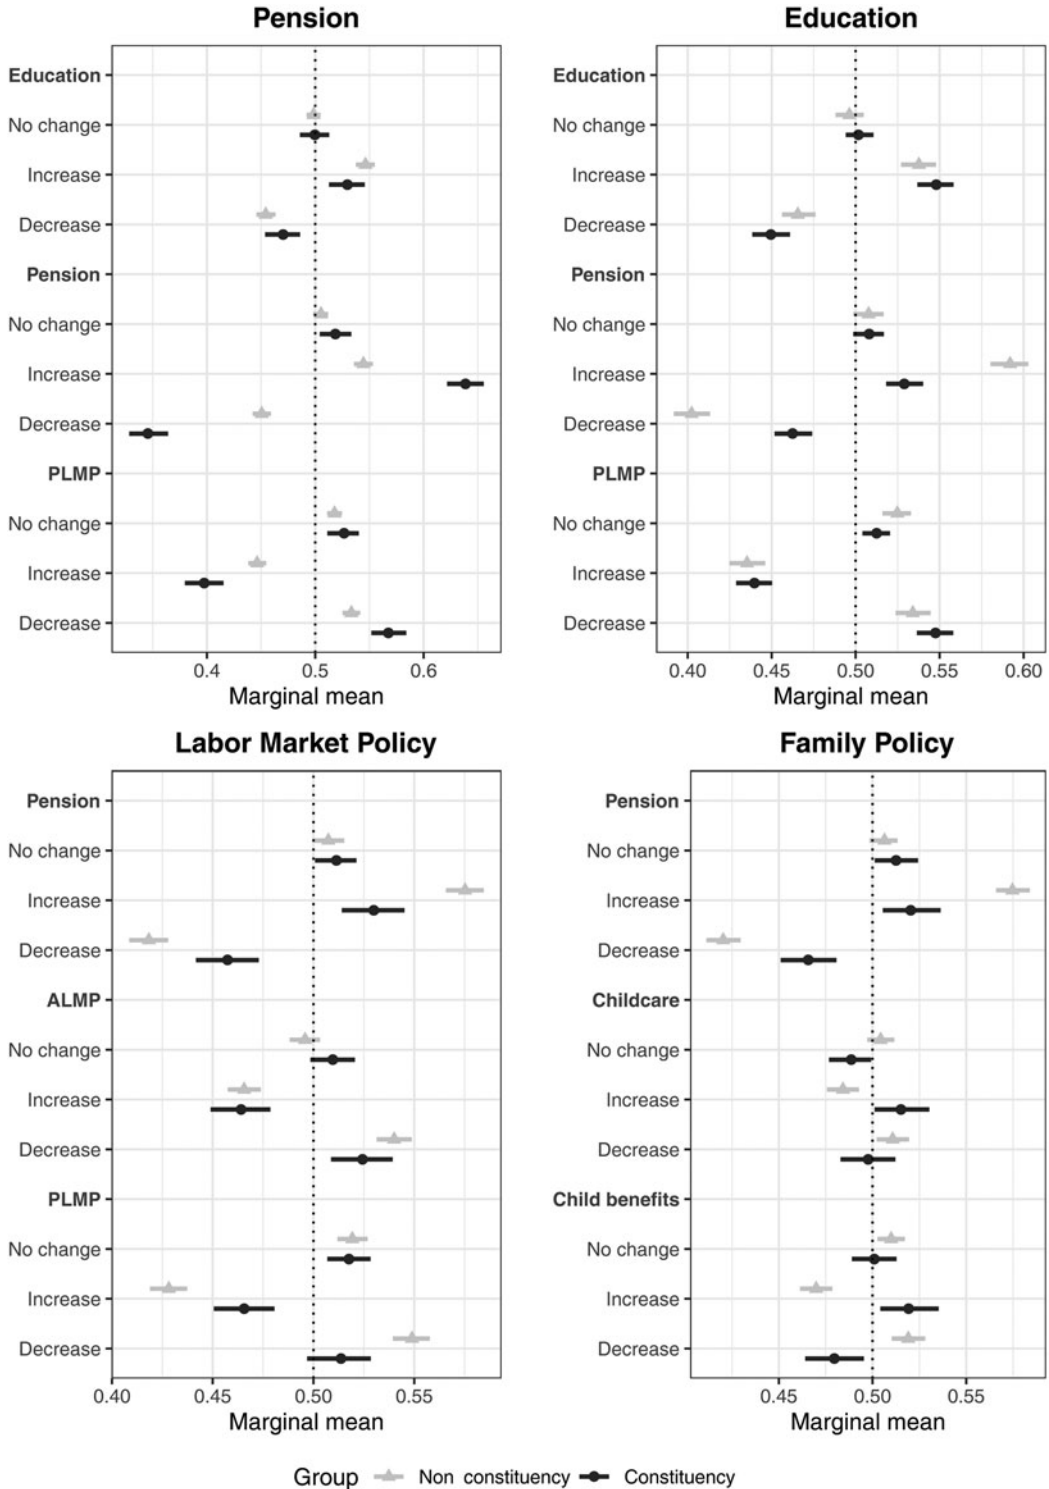 Pension
Education
No change
Increase
Decrease
Pension
No change
Increase
Decrease
PLMP
No change
Increase
Decrease
0.4 0.5 0.6
Marginal mean
Education
Education
No change
Increase
Decrease
Pension
No change
Increase
Decrease
PLMP
No change
Increase
Decrease
0.40 0.45 0.50 0.55 0.60
Marginal mean
Labor Market Policy
Pension
No change
Increase
Decrease
ALMP
No change
Increase
Decrease
PLMP
No change
Increase
Decrease
0.40 0.45 0.50 0.55
Marginal mean
Family Policy
Pension
No change
Increase
Decrease
Childcare
No change
Increase
Decrease
Child benefits
No change
Increase
Decrease
0.45 0.50 0.55
Marginal mean
Group Non constituency Constituency